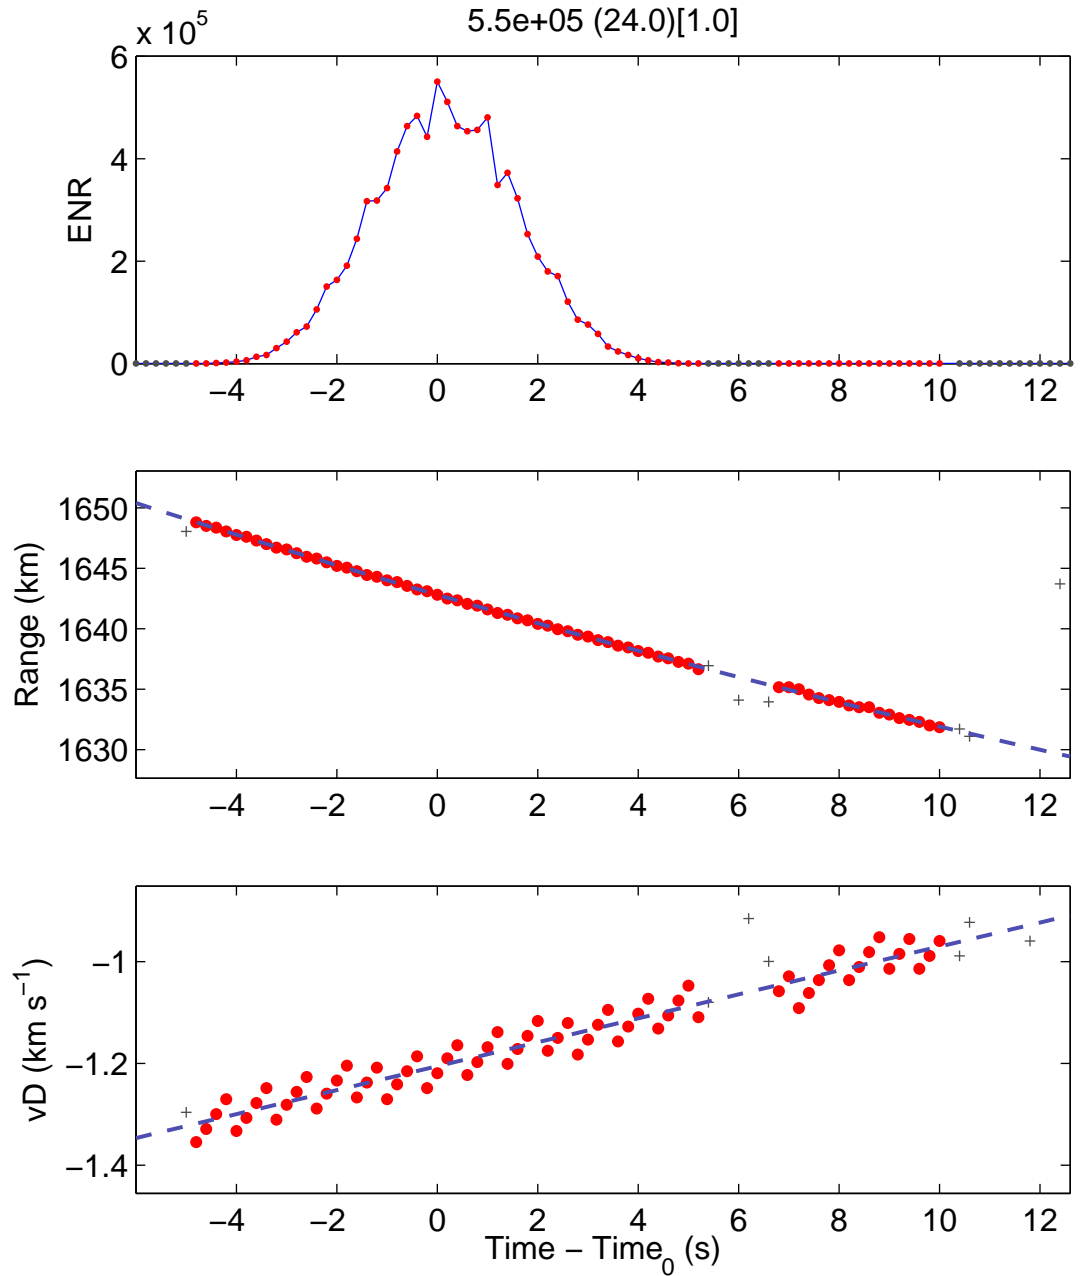 5.5e+05 (24.0)[1.0]
x 10^5
6
4
2
0
ENR
−4 −2 0 2 4 6 8 10 12
1650
1645
1640
1635
1630
Range (km)
−4 −2 0 2 4 6 8 10 12
−1
−1.2
−1.4
vD (km s^−1)
−4 −2 0 2 4 6 8 10 12
Time − Time_0 (s)